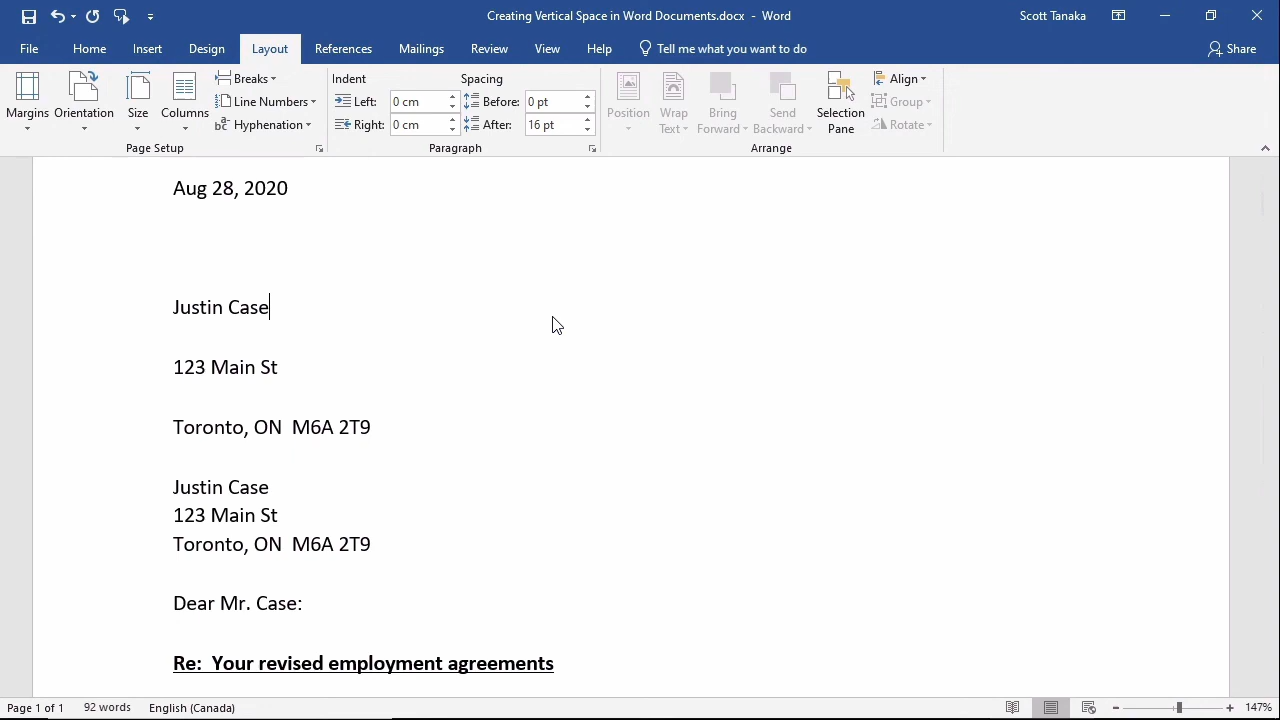 Creating Vertical Space in Word Documents.docx - Word
Scott Tanaka
File Home Insert Design Layout References Mailings Review View Help Tell me what you want to do Share
Margins
Orientation
Size
Columns
Breaks
Line Numbers
Hyphenation
Page Setup
Indent
Left: 0 cm
Right: 0 cm
Spacing
Before: 0 pt
After: 16 pt
Paragraph
Position
Wrap
Text
Bring
Forward
Send
Backward
Selection
Pane
Align
Group
Rotate
Arrange
Aug 28, 2020
Justin Case
123 Main St
Toronto, ON  M6A 2T9
Justin Case
123 Main St
Toronto, ON  M6A 2T9
Dear Mr. Case:
Re:  Your revised employment agreements
Page 1 of 1 92 words English (Canada) 147%